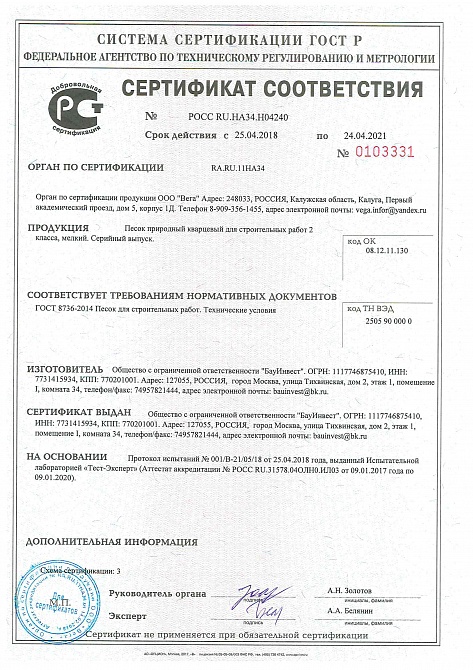 СИСТЕМА СЕРТИФИКАЦИИ ГОСТ Р
ФЕДЕРАЛЬНОЕ АГЕНТСТВО ПО ТЕХНИЧЕСКОМУ РЕГУЛИРОВАНИЮ И МЕТРОЛОГИИ
Добровольная
сертификация
СЕРТИФИКАТ СООТВЕТСТВИЯ
№ РОСС RU.НА34.Н04240
Срок действия с 25.04.2018 по 24.04.2021
№ 0103331
ОРГАН ПО СЕРТИФИКАЦИИ RA.RU.11НА34
Орган по сертификации продукции ООО "Вега" Адрес: 248033, РОССИЯ, Калужская область, Калуга, Первый
академический проезд, дом 5, корпус 1Д. Телефон 8-909-356-1455, адрес электронной почты: vega.infor@yandex.ru
ПРОДУКЦИЯ Песок природный кварцевый для строительных работ 2
класса, мелкий. Серийный выпуск.
код ОК
08.12.11.130
СООТВЕТСТВУЕТ ТРЕБОВАНИЯМ НОРМАТИВНЫХ ДОКУМЕНТОВ
ГОСТ 8736-2014 Песок для строительных работ. Технические условия
код ТН ВЭД
2505 90 000 0
ИЗГОТОВИТЕЛЬ Общество с ограниченной ответственности "БауИнвест". ОГРН: 1117746875410, ИНН:
7731415934, КПП: 770201001. Адрес: 127055, РОССИЯ, город Москва, улица Тихвинская, дом 2, этаж 1, помещение
I, комната 34, телефон/факс: 74957821444, адрес электронной почты: bauinvest@bk.ru.
СЕРТИФИКАТ ВЫДАН Общество с ограниченной ответственности "БауИнвест". ОГРН: 1117746875410,
ИНН: 7731415934, КПП: 770201001. Адрес: 127055, РОССИЯ, город Москва, улица Тихвинская, дом 2, этаж 1,
помещение I, комната 34, телефон/факс: 74957821444, адрес электронной почты: bauinvest@bk.ru
НА ОСНОВАНИИ Протокол испытаний № 001/В-21/05/18 от 25.04.2018 года, выданный Испытательной
лабораторией «Тест-Эксперт» (Аттестат аккредитации № РОСС RU.31578.04ОЛН0.ИЛ03 от 09.01.2017 года по
09.01.2020).
ДОПОЛНИТЕЛЬНАЯ ИНФОРМАЦИЯ
Схема сертификации: 3
Для
сертификатов
М.П.
Руководитель органа
подпись
А.Н. Золотов
инициалы, фамилия
Эксперт
подпись
А.А. Белянин
инициалы, фамилия
Сертификат не применяется при обязательной сертификации